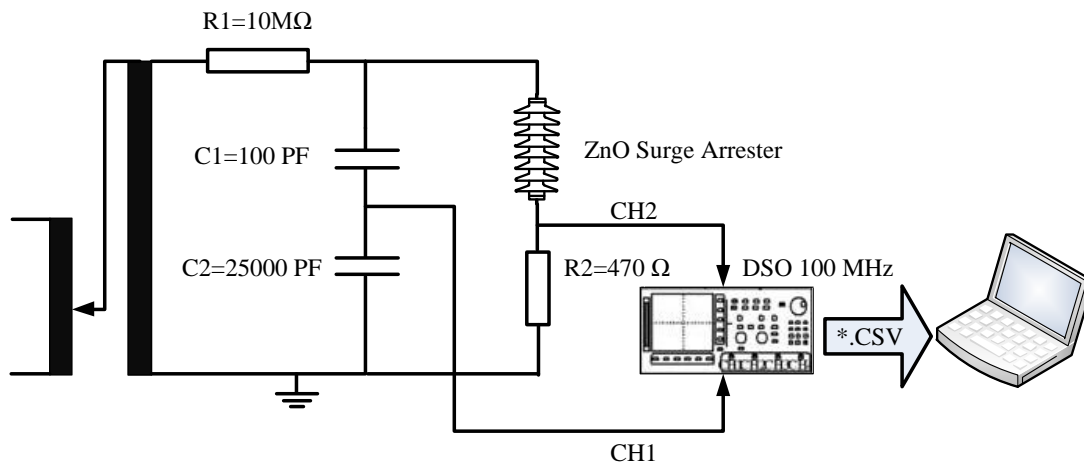 R1=10MΩ
C1=100 PF
ZnO Surge Arrester
CH2
C2=25000 PF
R2=470 Ω
DSO 100 MHz
*.CSV
CH1